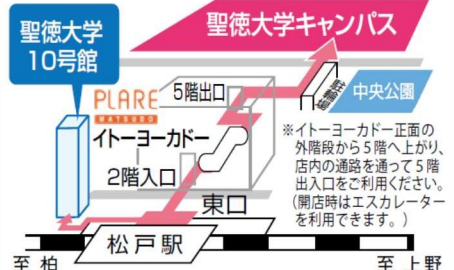 聖徳大学キャンパス
聖徳大学
10号館
PLARE
MATSUDO
イトーヨーカドー
5階出口
2階入口
駐輪場
中央公園
※イトーヨーカドー正面の
外階段から5階へ上がり、
店内の通路を通って5階
出入口をご利用ください。
(開店時はエスカレーター
を利用できます。)
東口
松戸駅
至 柏
至 上野